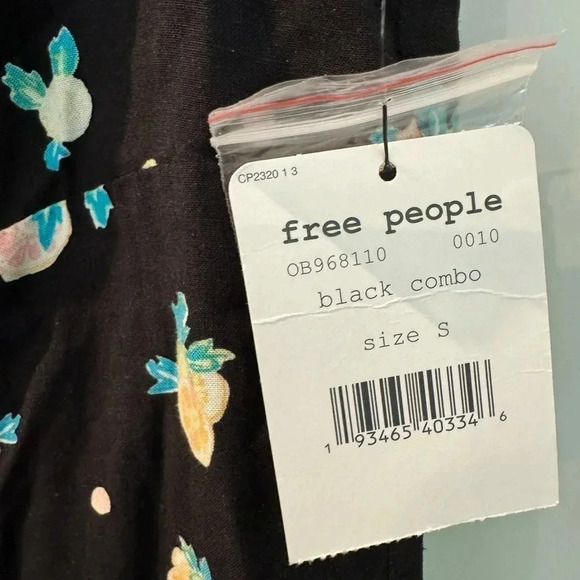 CP2320 1 3
free people
OB968110 0010
black combo
size S
1 93465 40334 6